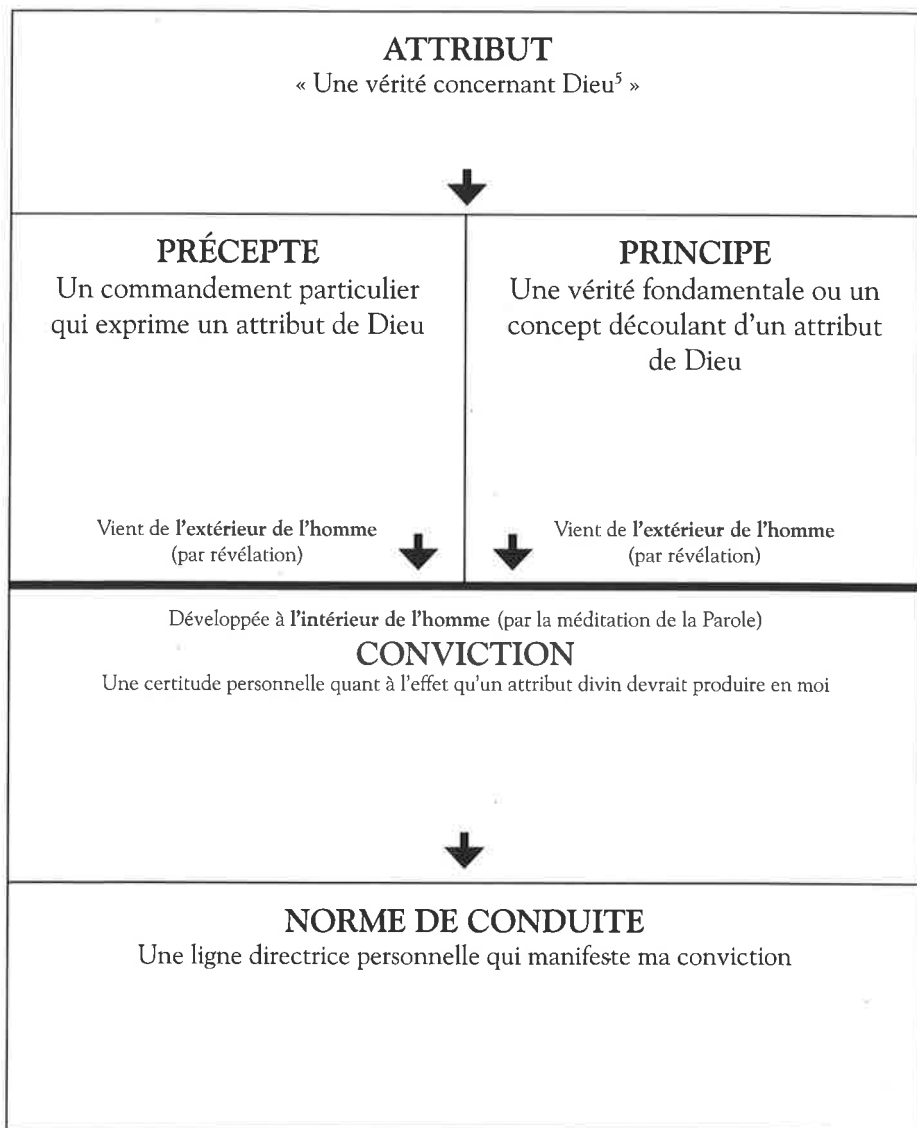 ATTRIBUT
« Une vérité concernant Dieu⁵ »
PRÉCEPTE
Un commandement particulier
qui exprime un attribut de Dieu
Vient de l'extérieur de l'homme
(par révélation)
PRINCIPE
Une vérité fondamentale ou un
concept découlant d'un attribut
de Dieu
Vient de l'extérieur de l'homme
(par révélation)
Développée à l'intérieur de l'homme (par la méditation de la Parole)
CONVICTION
Une certitude personnelle quant à l'effet qu'un attribut divin devrait produire en moi
NORME DE CONDUITE
Une ligne directrice personnelle qui manifeste ma conviction